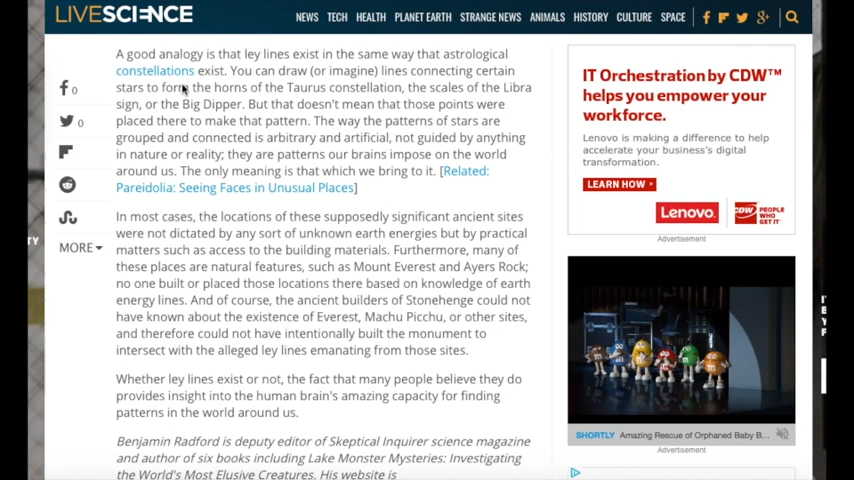 LIVESCIENCE
NEWS TECH HEALTH PLANET EARTH STRANGE NEWS ANIMALS HISTORY CULTURE SPACE
A good analogy is that ley lines exist in the same way that astrological
constellations exist. You can draw (or imagine) lines connecting certain
stars to form the horns of the Taurus constellation, the scales of the Libra
sign, or the Big Dipper. But that doesn't mean that those points were
placed there to make that pattern. The way the patterns of stars are
grouped and connected is arbitrary and artificial, not guided by anything
in nature or reality; they are patterns our brains impose on the world
around us. The only meaning is that which we bring to it. [Related:
Pareidolia: Seeing Faces in Unusual Places]
In most cases, the locations of these supposedly significant ancient sites
were not dictated by any sort of unknown earth energies but by practical
matters such as access to the building materials. Furthermore, many of
these places are natural features, such as Mount Everest and Ayers Rock;
no one built or placed those locations there based on knowledge of earth
energy lines. And of course, the ancient builders of Stonehenge could not
have known about the existence of Everest, Machu Picchu, or other sites,
and therefore could not have intentionally built the monument to
intersect with the alleged ley lines emanating from those sites.
Whether ley lines exist or not, the fact that many people believe they do
provides insight into the human brain's amazing capacity for finding
patterns in the world around us.
Benjamin Radford is deputy editor of Skeptical Inquirer science magazine
and author of six books including Lake Monster Mysteries: Investigating
the World's Most Elusive Creatures. His website is
0
0
MORE
TY
IT Orchestration by CDW™
helps you empower your
workforce.
Lenovo is making a difference to help
accelerate your business's digital
transformation.
LEARN HOW >
Lenovo. CDW PEOPLE
WHO
GET IT
Advertisement
SHORTLY Amazing Rescue of Orphaned Baby B...
Advertisement